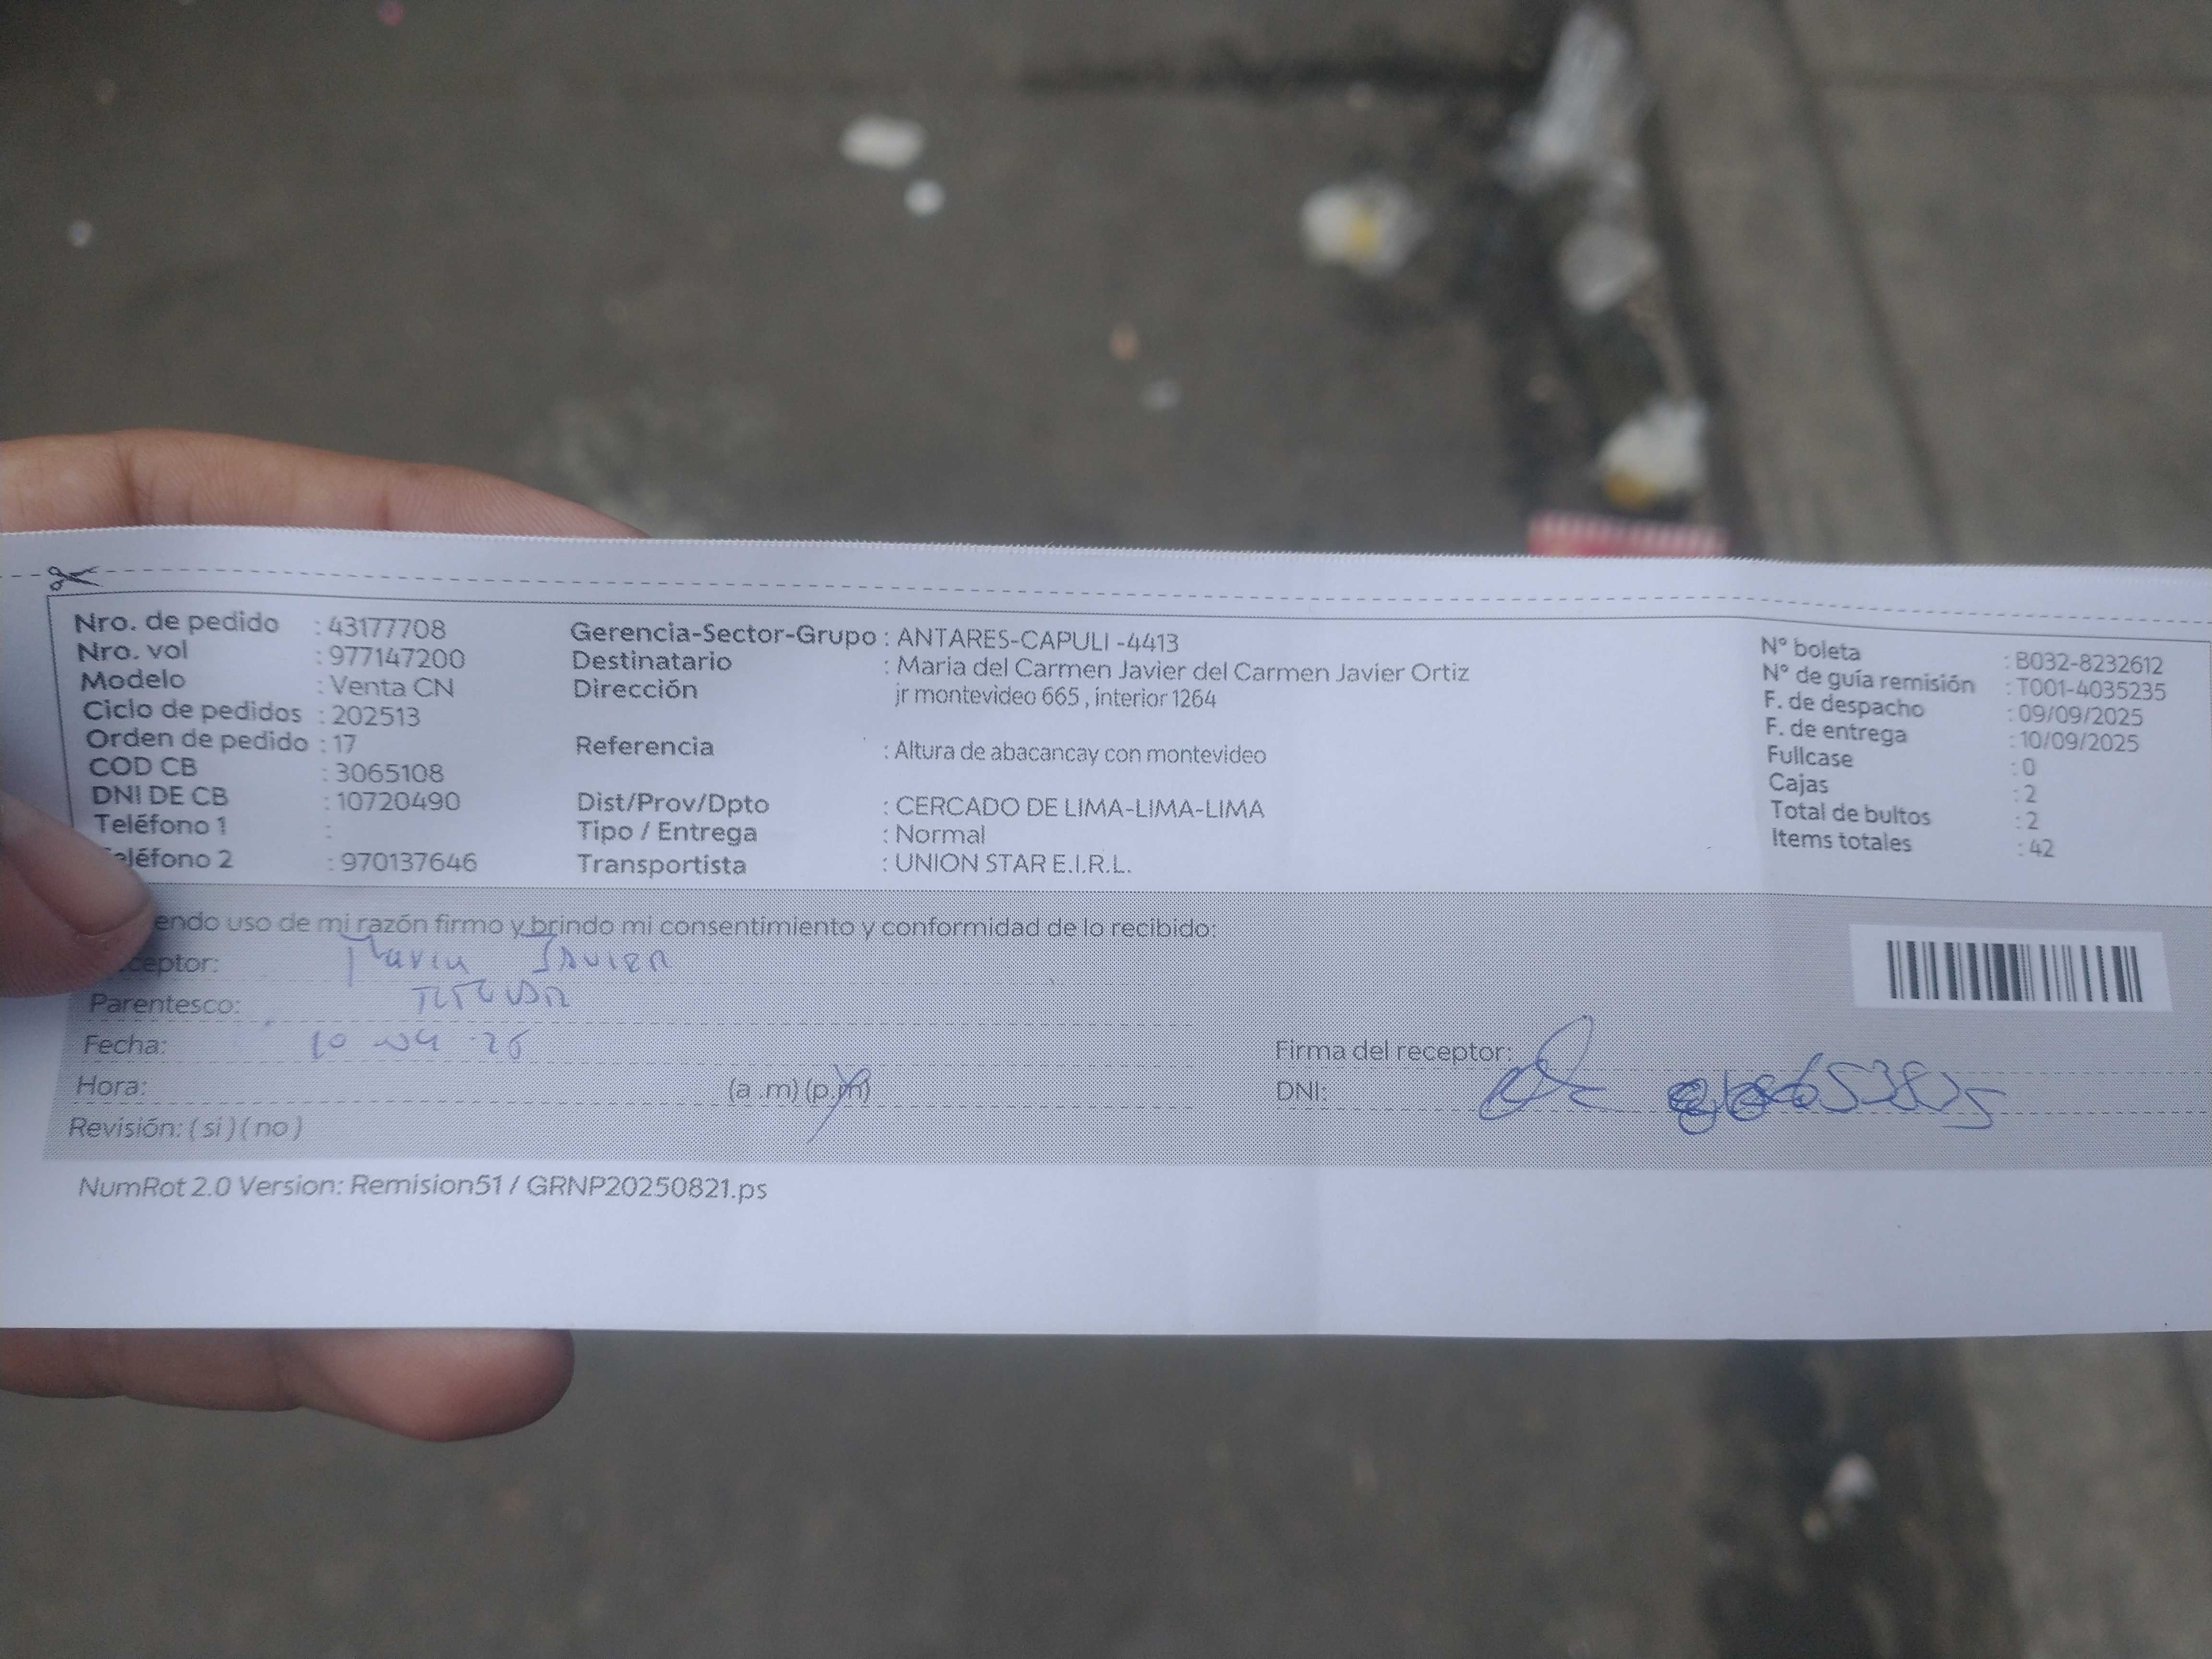 Nro. de pedido : 43177708
Nro. vol : 977147200
Modelo : Venta CN
Ciclo de pedidos : 202513
Orden de pedido : 17
COD CB : 3065108
DNI DE CB : 10720490
Teléfono 1 :
eléfono 2 : 970137646
Gerencia-Sector-Grupo : ANTARES-CAPULI -4413
Destinatario : Maria del Carmen Javier del Carmen Javier Ortiz
Dirección jr montevideo 665 , interior 1264
Referencia : Altura de abacancay con montevideo
Dist/Prov/Dpto : CERCADO DE LIMA-LIMA-LIMA
Tipo / Entrega : Normal
Transportista : UNION STAR E.I.R.L.
N° boleta : B032-8232612
N° de guía remisión : T001-4035235
F. de despacho : 09/09/2025
F. de entrega : 10/09/2025
Fullcase : 0
Cajas : 2
Total de bultos : 2
Items totales : 42
endo uso de mi razón firmo y brindo mi consentimiento y conformidad de lo recibido:
ceptor: Javier
Parentesco:
Fecha: 10
Hora: (a .m) (p.m)
Revisión: ( si ) ( no )
Firma del receptor:
DNI:
NumRot 2.0 Version: Remision51 / GRNP20250821.ps